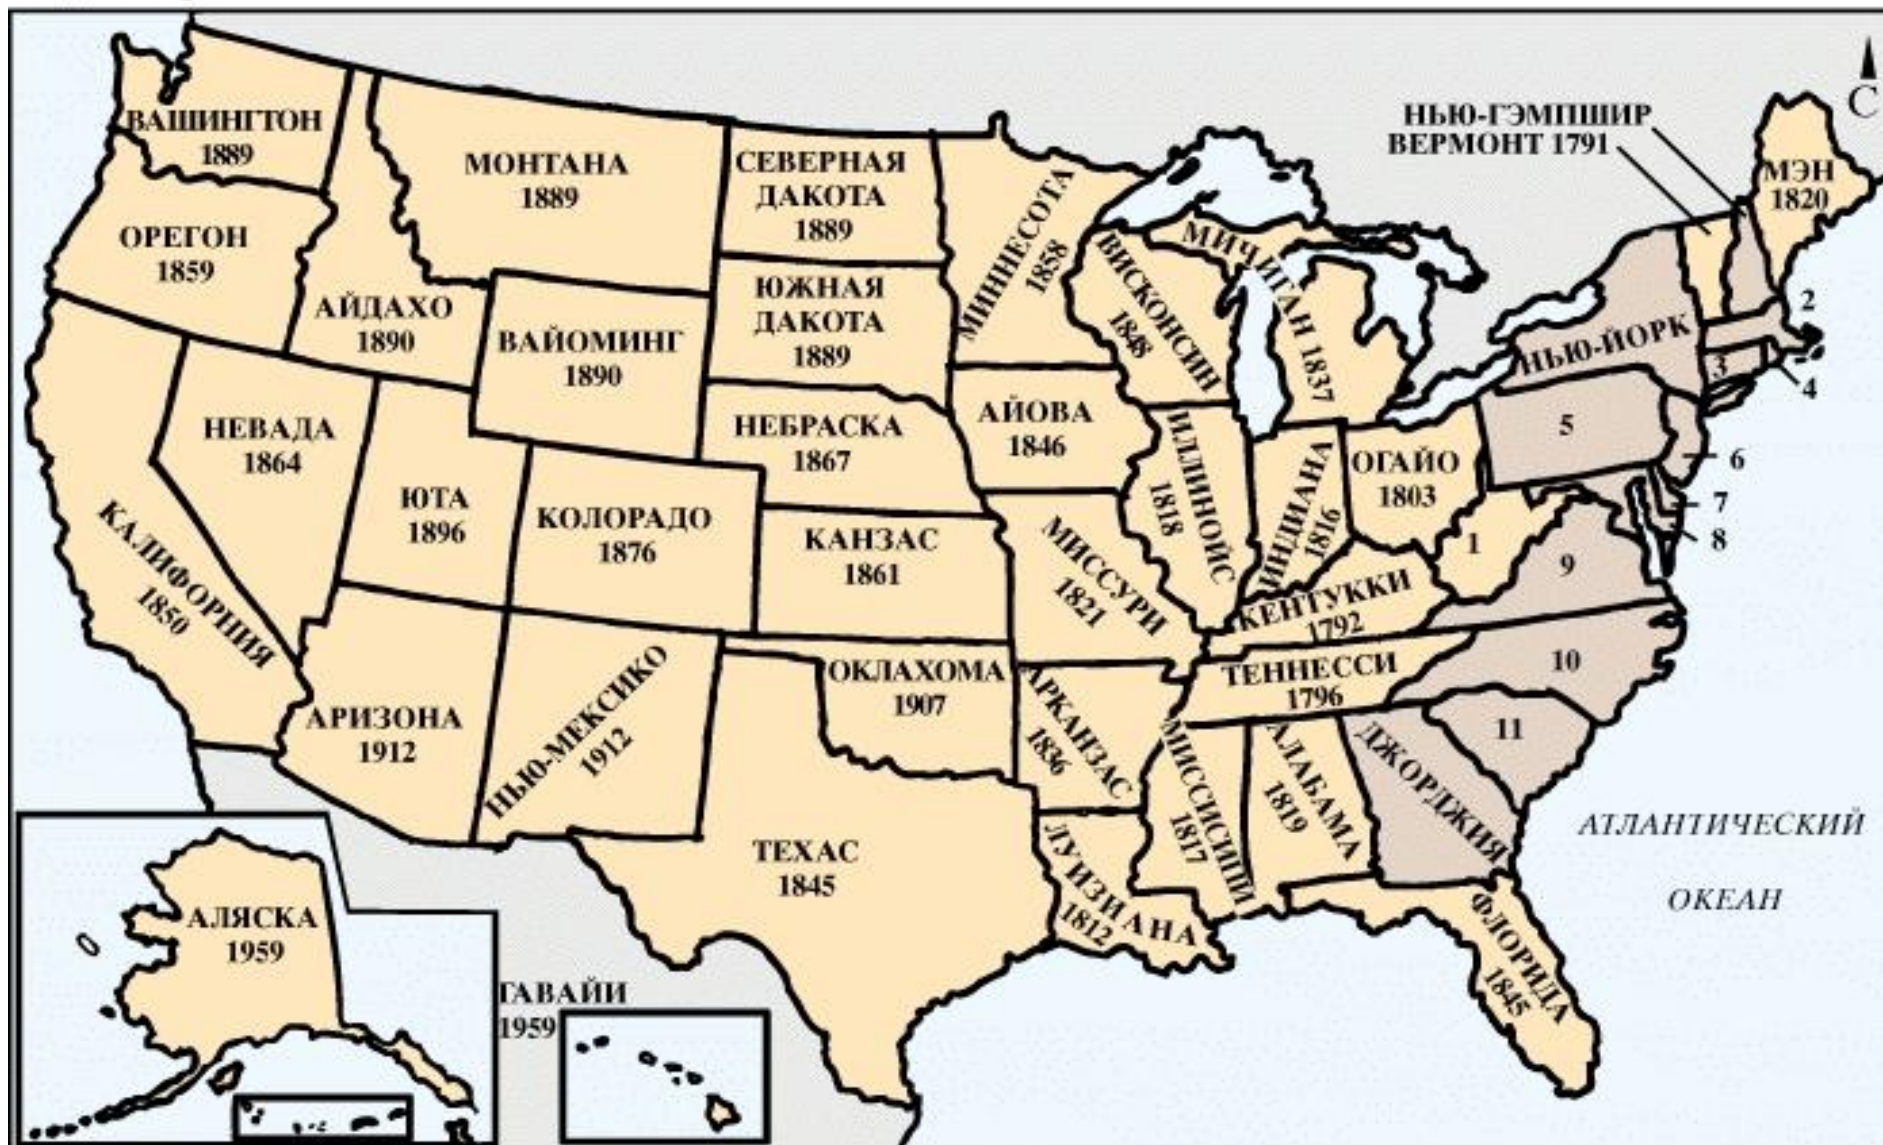 НЬЮ-ГЭМПШИР
ВЕРМОНТ 1791
С
МЭН
1820
ВАШИНГТОН
1889
МОНТАНА
1889
СЕВЕРНАЯ
ДАКОТА
1889
МИННЕСОТА
1858
ОРЕГОН
1859
АЙДАХО
1890
ВАЙОМИНГ
1890
ЮЖНАЯ
ДАКОТА
1889
ВИСКОНСИН
1848
МИЧИГАН 1837
НЬЮ-ЙОРК
2
3
4
НЕВАДА
1864
НЕБРАСКА
1867
АЙОВА
1846
ИЛЛИНОЙС
1818
ИНДИАНА
1816
ОГАЙО
1803
5
6
7
8
ЮТА
1896
КОЛОРАДО
1876
КАНЗАС
1861
МИССУРИ
1821
1
9
КАЛИФОРНИЯ
1850
КЕНТУККИ
1792
ТЕННЕССИ
1796
10
АРИЗОНА
1912
НЬЮ-МЕКСИКО
1912
ОКЛАХОМА
1907
АРКАНЗАС
1836
МИССИСИПИ
1817
АЛАБАМА
1819
ДЖОРДЖИЯ
11
ТЕХАС
1845
ЛУИЗИАНА
1812
ФЛОРИДА
1845
АТЛАНТИЧЕСКИЙ
ОКЕАН
АЛЯСКА
1959
ГАВАЙИ
1959